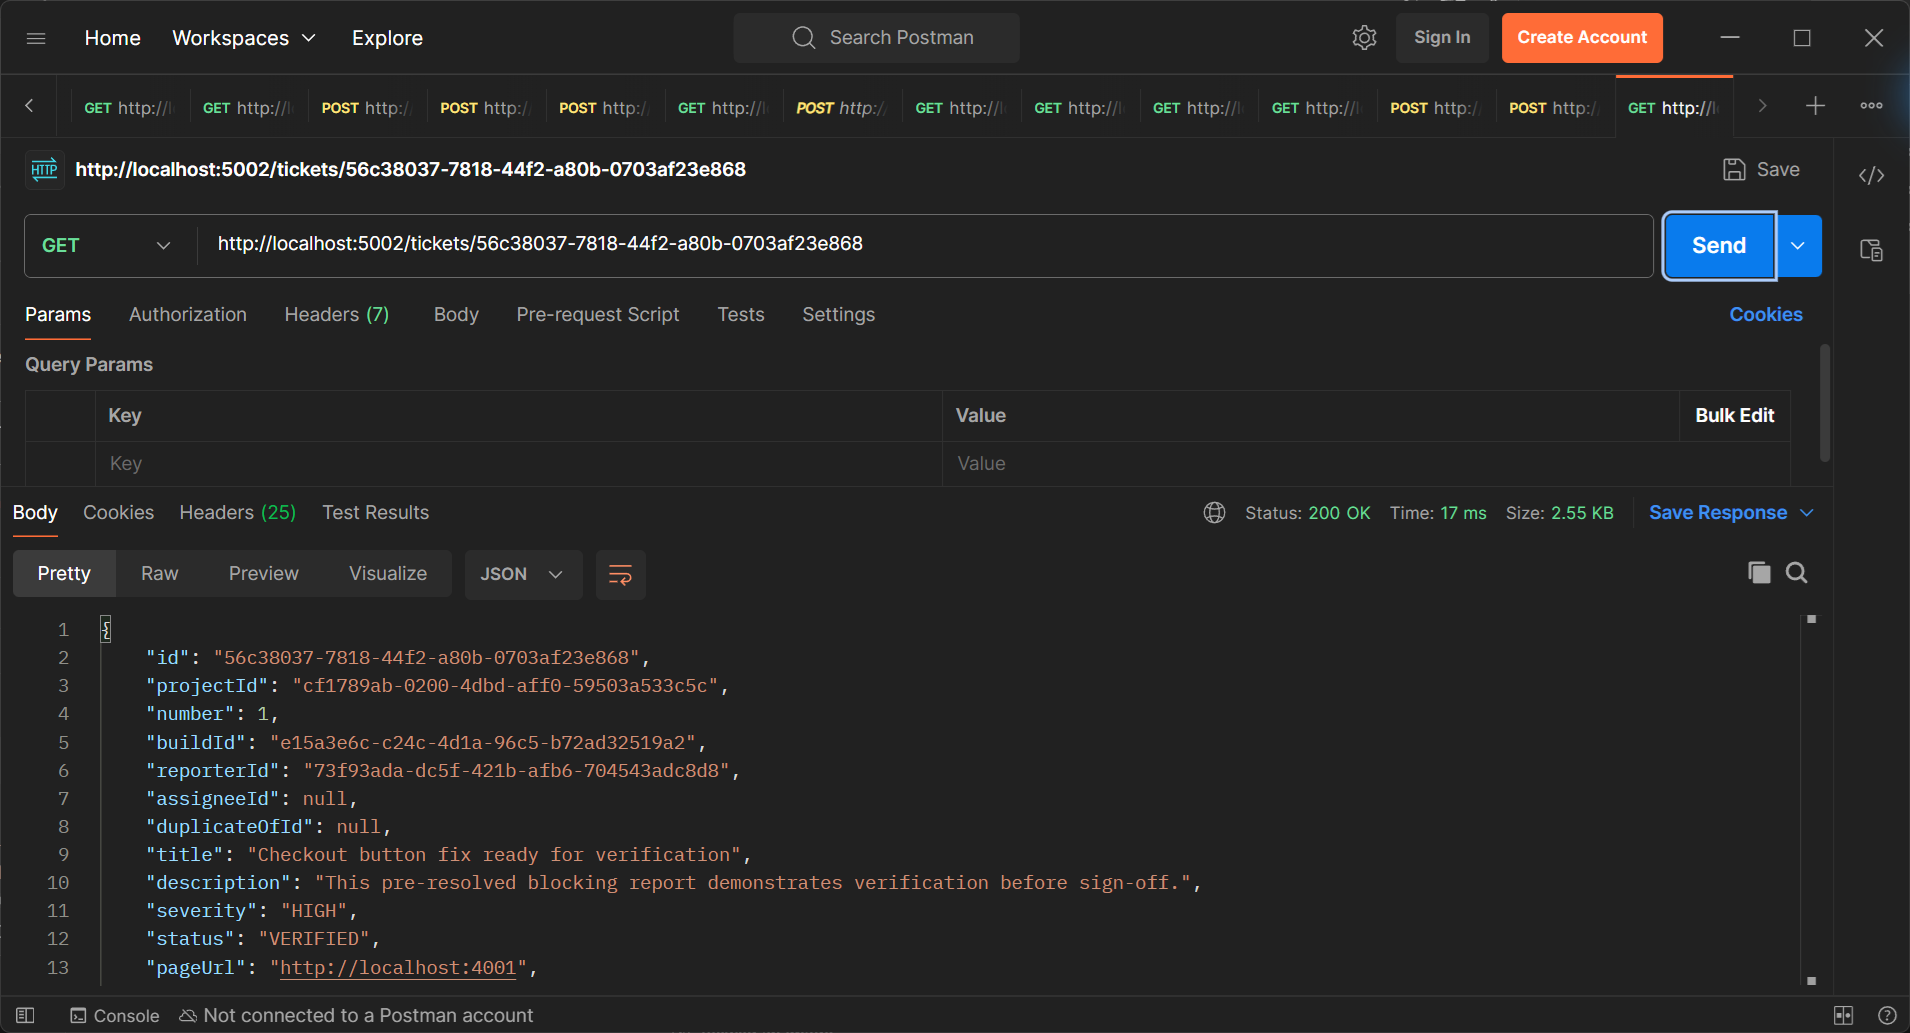 Home Workspaces Explore Search Postman Sign In Create Account
GET http://l GET http://l POST http:/ POST http:/ POST http:/ GET http://l POST http:/ GET http://l GET http://l GET http://l GET http://l POST http:/ POST http:/ GET http://l
HTTP http://localhost:5002/tickets/56c38037-7818-44f2-a80b-0703af23e868 Save
GET http://localhost:5002/tickets/56c38037-7818-44f2-a80b-0703af23e868 Send
Params Authorization Headers (7) Body Pre-request Script Tests Settings Cookies
Query Params
Key Value Bulk Edit
Key Value
Body Cookies Headers (25) Test Results Status: 200 OK Time: 17 ms Size: 2.55 KB Save Response
Pretty Raw Preview Visualize JSON
1 {
2 "id": "56c38037-7818-44f2-a80b-0703af23e868",
3 "projectId": "cf1789ab-0200-4dbd-aff0-59503a533c5c",
4 "number": 1,
5 "buildId": "e15a3e6c-c24c-4d1a-96c5-b72ad32519a2",
6 "reporterId": "73f93ada-dc5f-421b-afb6-704543adc8d8",
7 "assigneeId": null,
8 "duplicateOfId": null,
9 "title": "Checkout button fix ready for verification",
10 "description": "This pre-resolved blocking report demonstrates verification before sign-off.",
11 "severity": "HIGH",
12 "status": "VERIFIED",
13 "pageUrl": "http://localhost:4001",
Console Not connected to a Postman account